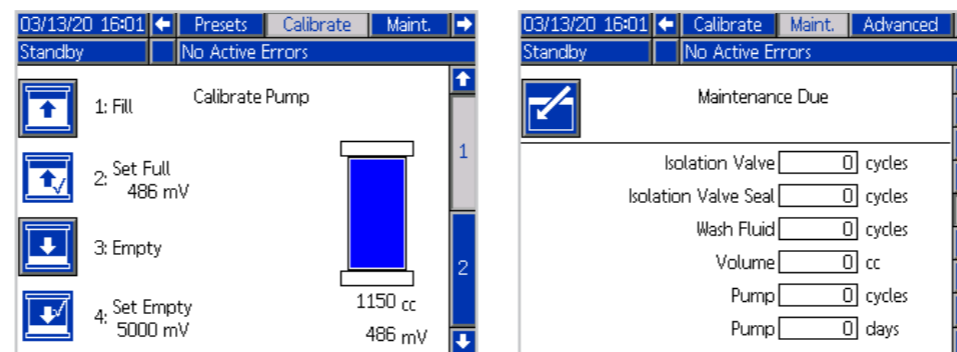 03/13/20 16:01 Presets Calibrate Maint.
Standby No Active Errors
1: Fill
Calibrate Pump
2: Set Full
486 mV
3: Empty
4: Set Empty
5000 mV
1150 cc
486 mV
1
2
03/13/20 16:01 Calibrate Maint. Advanced
Standby No Active Errors
Maintenance Due
Isolation Valve 0 cycles
Isolation Valve Seal 0 cycles
Wash Fluid 0 cycles
Volume 0 cc
Pump 0 cycles
Pump 0 days